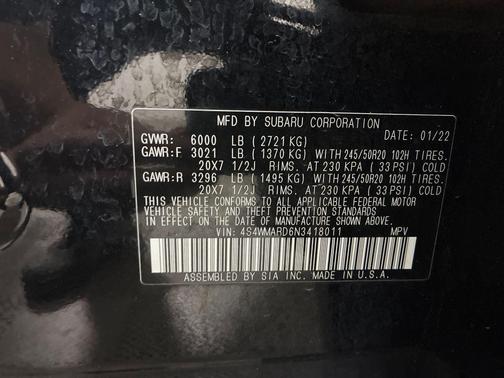 MFD BY SUBARU CORPORATION
DATE: 01/22
GVWR: 6000 LB (2721 KG)
GAWR:F 3021 LB (1370 KG) WITH 245/50R20 102H TIRES.
20X7 1/2J RIMS. AT 230 KPA (33 PSI) COLD
GAWR:R 3296 LB (1495 KG) WITH 245/50R20 102H TIRES.
20X7 1/2J RIMS. AT 230 KPA (33 PSI) COLD
THIS VEHICLE CONFORMS TO ALL APPLICABLE FEDERAL MOTOR
VEHICLE SAFETY AND THEFT PREVENTION STANDARDS
IN EFFECT ON THE DATE OF MANUFACTURE SHOWN ABOVE.
VIN: 4S4WMARD6N3418011 MPV
ASSEMBLED BY SIA INC. MADE IN U.S.A.